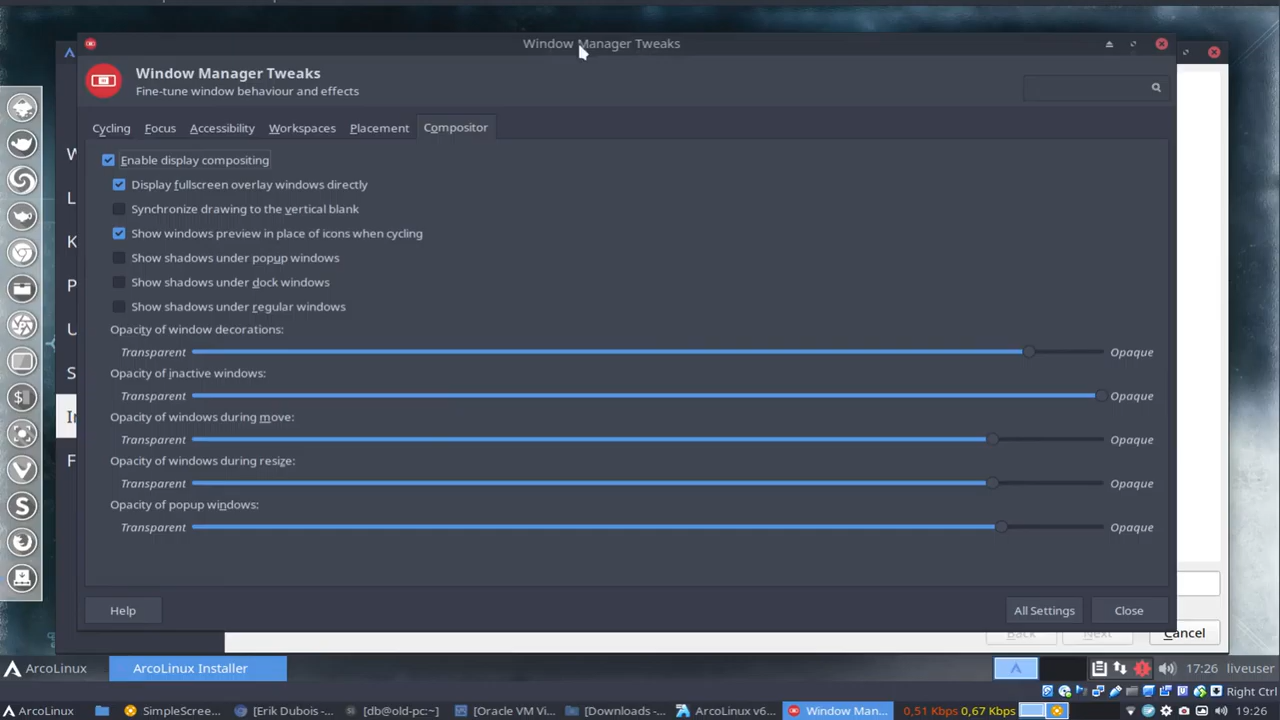 Window Manager Tweaks
Window Manager Tweaks
Fine-tune window behaviour and effects
Cycling Focus Accessibility Workspaces Placement Compositor
Enable display compositing
Display fullscreen overlay windows directly
Synchronize drawing to the vertical blank
Show windows preview in place of icons when cycling
Show shadows under popup windows
Show shadows under dock windows
Show shadows under regular windows
Opacity of window decorations:
Transparent Opaque
Opacity of inactive windows:
Transparent Opaque
Opacity of windows during move:
Transparent Opaque
Opacity of windows during resize:
Transparent Opaque
Opacity of popup windows:
Transparent Opaque
Help All Settings Close
Back Next Cancel
ArcoLinux ArcoLinux Installer 17:26 liveuser
Right Ctrl
ArcoLinux SimpleScree... [Erik Dubois -... [db@old-pc:~] [Oracle VM Vi... [Downloads -... ArcoLinux v6... Window Man... 0,51 Kbps 0,67 Kbps 19:26